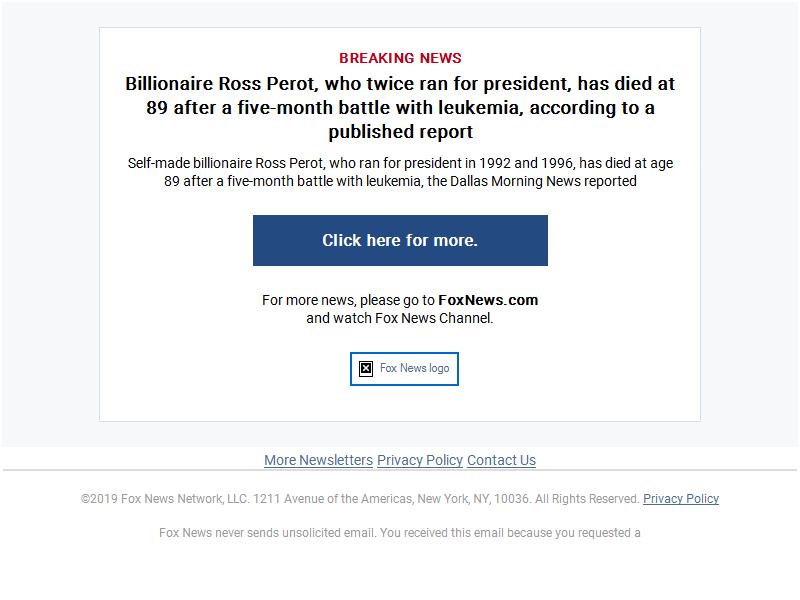 BREAKING NEWS
Billionaire Ross Perot, who twice ran for president, has died at
89 after a five-month battle with leukemia, according to a
published report
Self-made billionaire Ross Perot, who ran for president in 1992 and 1996, has died at age
89 after a five-month battle with leukemia, the Dallas Morning News reported
Click here for more.
For more news, please go to FoxNews.com
and watch Fox News Channel.
Fox News logo
More Newsletters Privacy Policy Contact Us
©2019 Fox News Network, LLC. 1211 Avenue of the Americas, New York, NY, 10036. All Rights Reserved. Privacy Policy
Fox News never sends unsolicited email. You received this email because you requested a